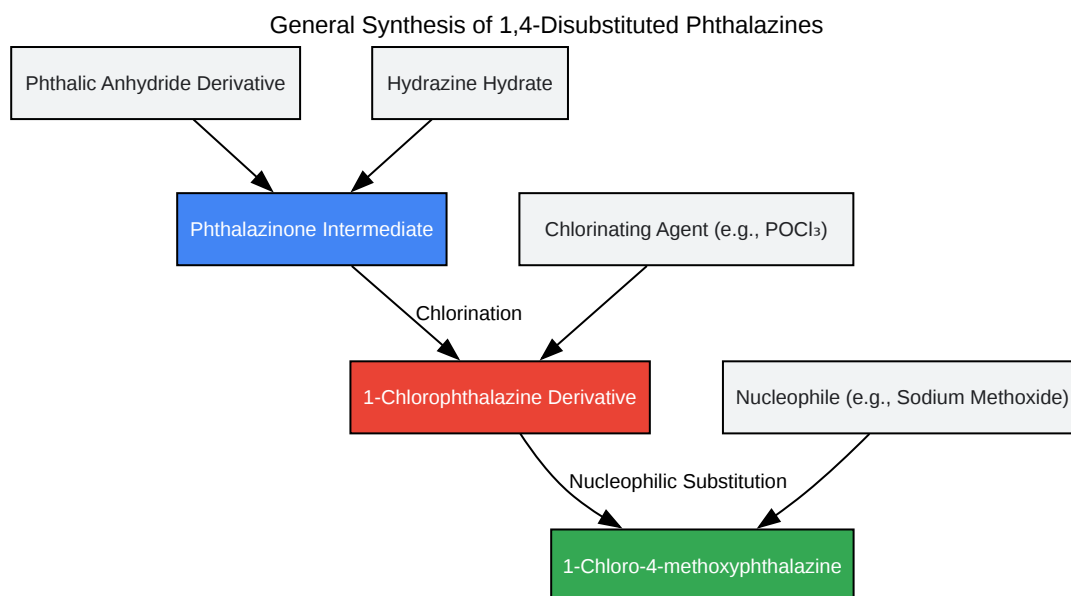 General Synthesis of 1,4-Disubstituted Phthalazines
Phthalic Anhydride Derivative
Hydrazine Hydrate
Phthalazinone Intermediate
Chlorinating Agent (e.g., POCl₃)
Chlorination
1-Chlorophthalazine Derivative
Nucleophile (e.g., Sodium Methoxide)
Nucleophilic Substitution
1-Chloro-4-methoxyphthalazine